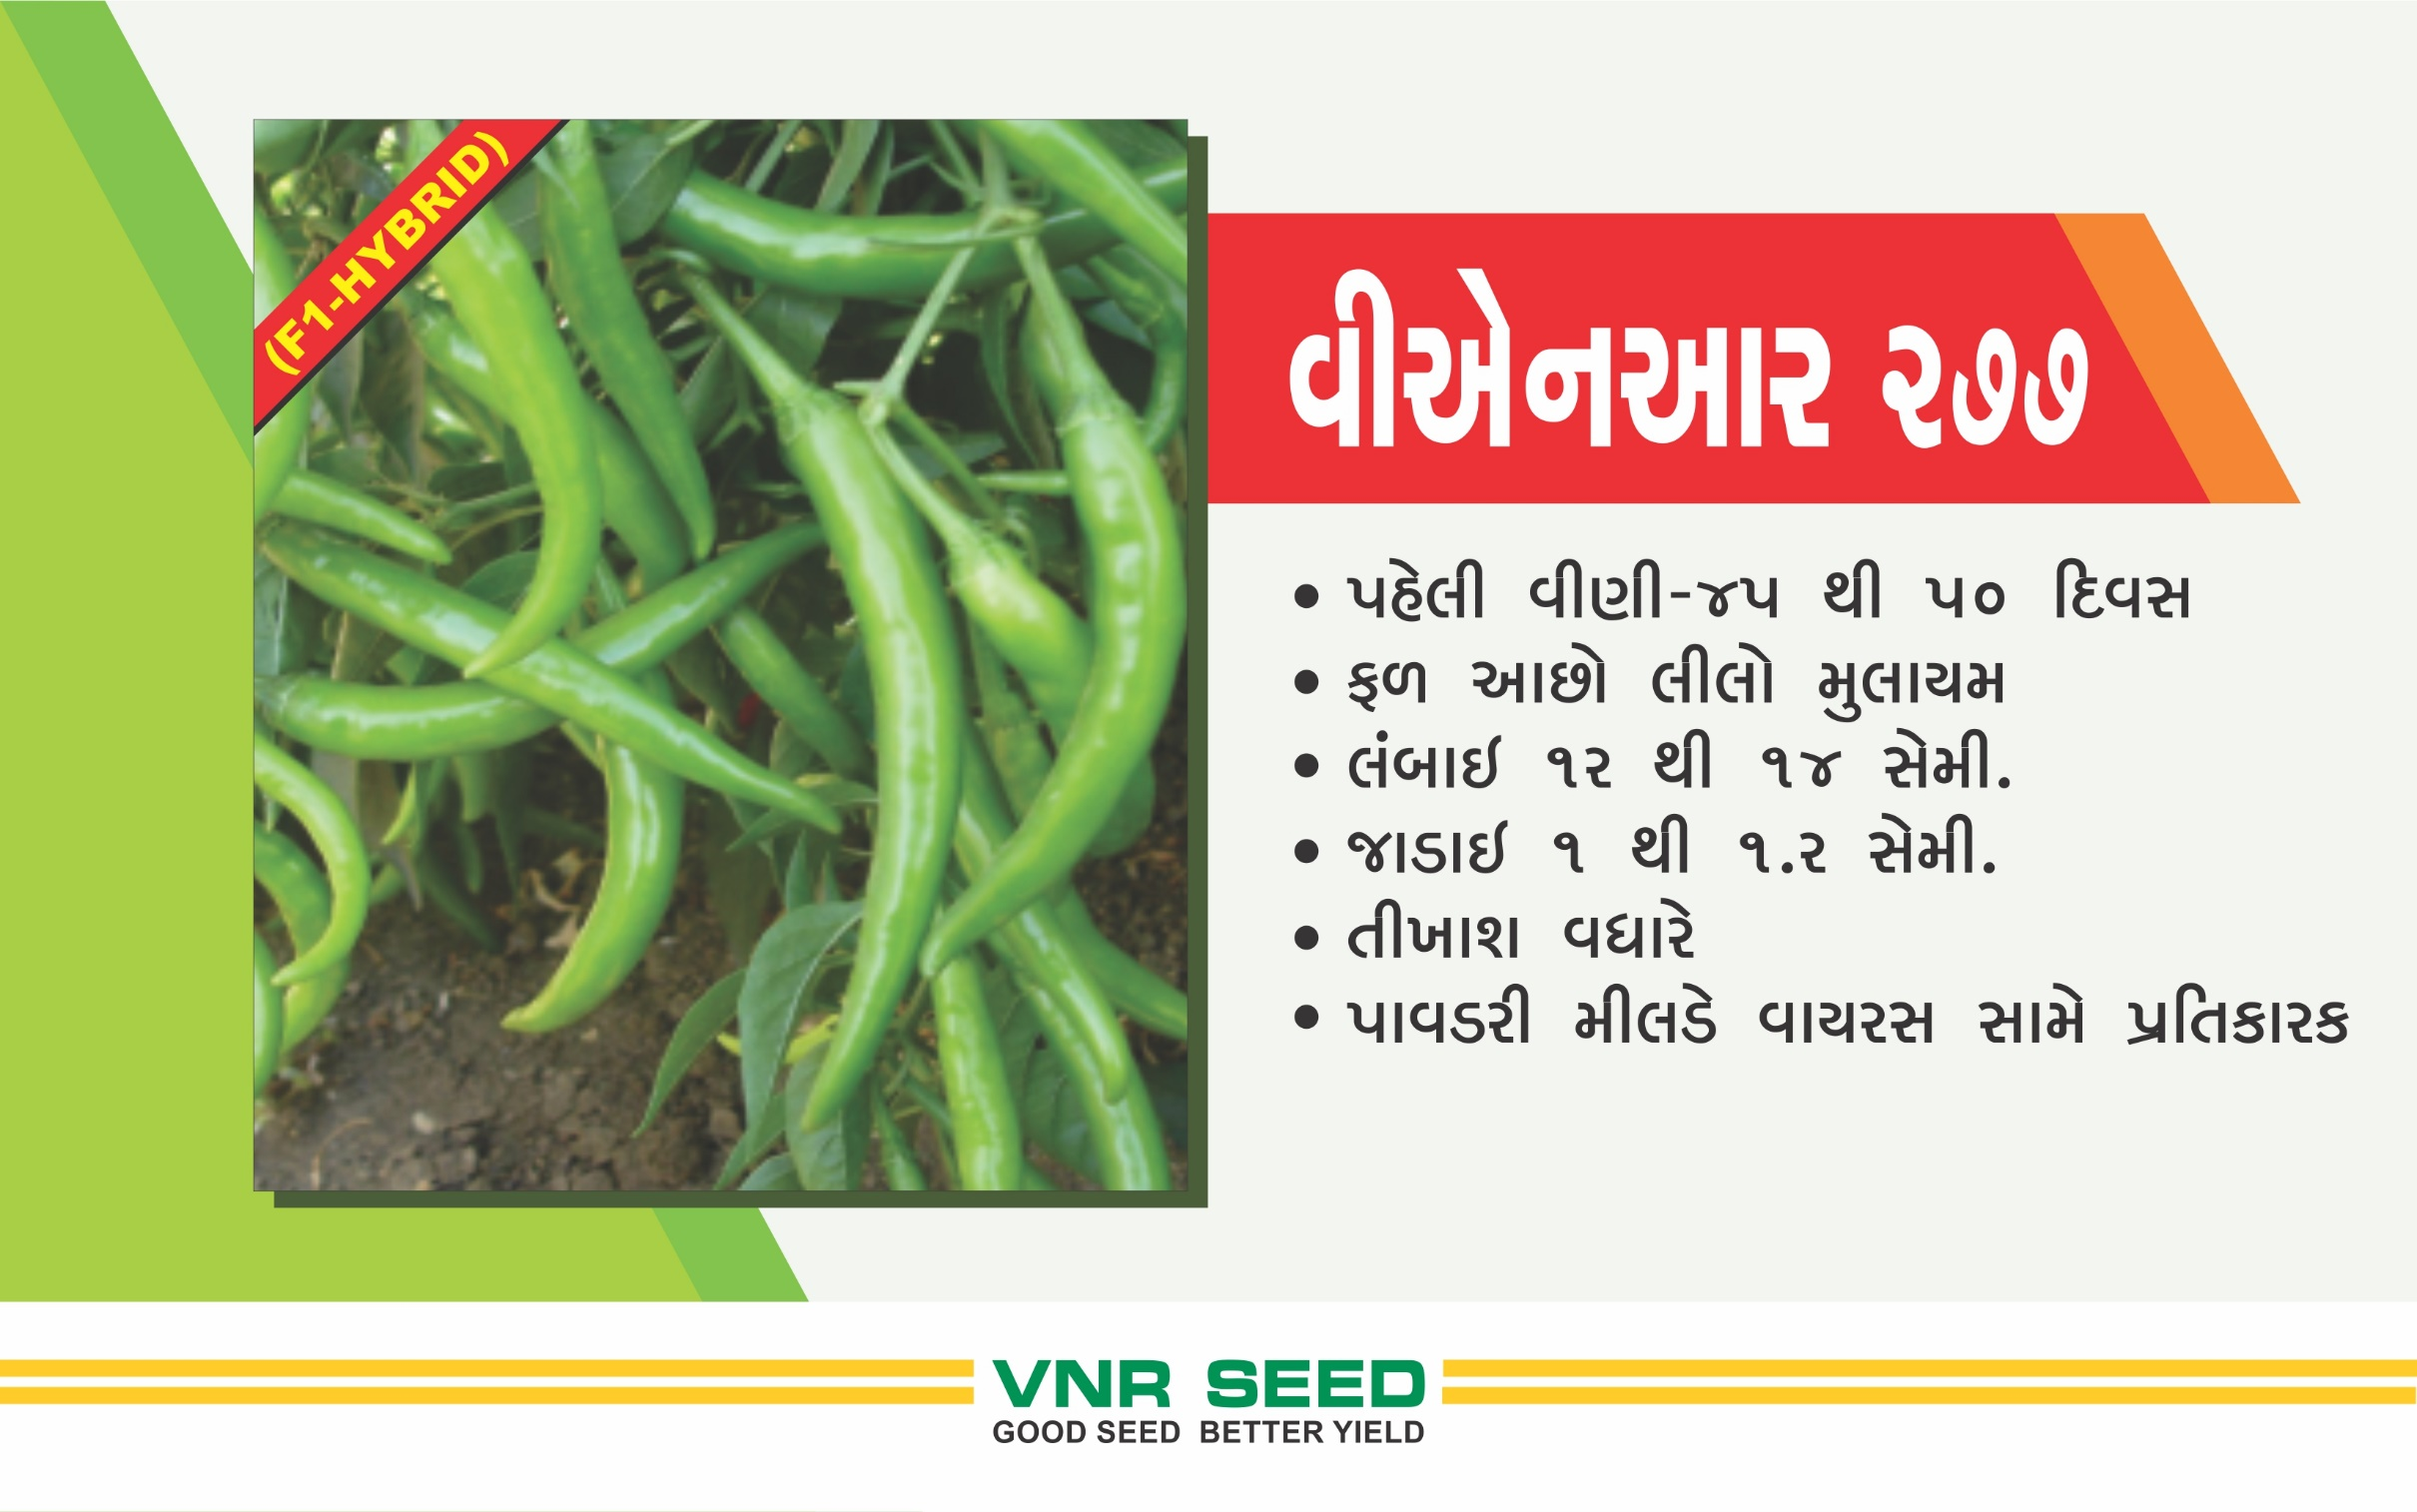 (F1-HYBRID)
વીએનઆર ૨૭૭
• પહેલી વીણી-૪૫ થી ૫૦ દિવસ
• ફળ આછો લીલો મુલાયમ
• લંબાઈ ૧૨ થી ૧૪ સેમી.
• જાડાઈ ૧ થી ૧.૨ સેમી.
• તીખાશ વધારે
• પાવડરી મીલડે વાયરસ સામે પ્રતિકારક
VNR SEED
GOOD SEED BETTER YIELD